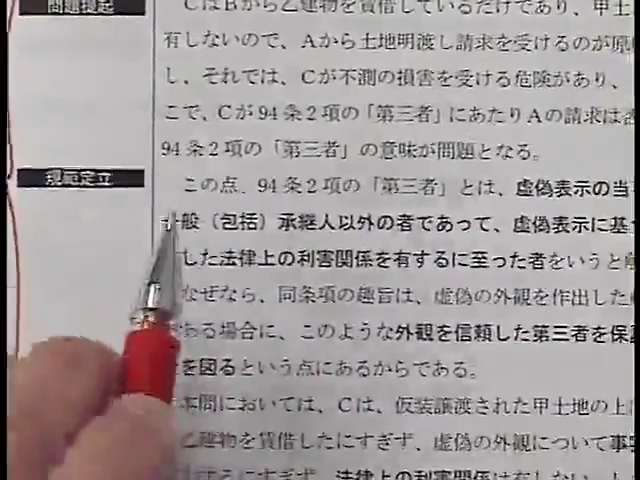 問題提起
CはBから乙建物を賃借しているだけであり、甲土
有しないので、Aから土地明渡し請求を受けるのが原
し、それでは、Cが不測の損害を受ける危険があり、
こで、Cが94条2項の「第三者」にあたりAの請求は
94条2項の「第三者」の意味が問題となる。
規範定立
この点、94条2項の「第三者」とは、虚偽表示の当
般（包括）承継人以外の者であって、虚偽表示に基
した法律上の利害関係を有するに至った者をいうと
なぜなら、同条項の趣旨は、虚偽の外観を作出した
ある場合に、このような外観を信頼した第三者を保
を図るという点にあるからである。
本問においては、Cは、仮装譲渡された甲土地の上
乙建物を賃借したにすぎず、虚偽の外観について事
にすぎず、法律上の利害関係は有しない。